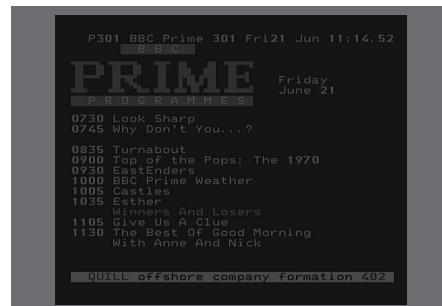 P301 BBC Prime 301 Fri21 Jun 11:14.52
BBC
PRIME
PROGRAMMES
Friday
June 21
0730 Look Sharp
0745 Why Don't You...?
0835 Turnabout
0900 Top of the Pops: The 1970
0930 EastEnders
1000 BBC Prime Weather
1005 Castles
1035 Esther
Winners And Losers
1105 Give Us A Clue
1130 The Best Of Good Morning
With Anne And Nick
QUILL offshore company formation 402